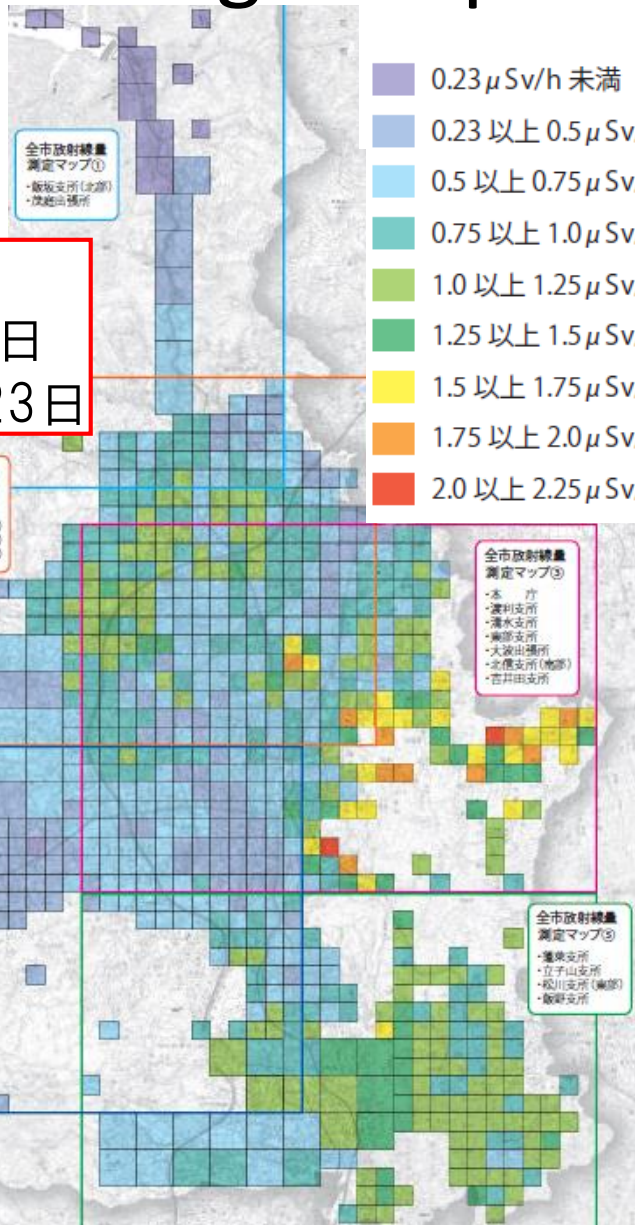 0.23μSv/h 未満
0.23 以上 0.5μSv/
0.5 以上 0.75μSv/
0.75 以上 1.0μSv/
1.0 以上 1.25μSv/
1.25 以上 1.5μSv/
1.5 以上 1.75μSv/
1.75 以上 2.0μSv/
2.0 以上 2.25μSv/
全市放射線量
測定マップ①
・飯坂支所(北部)
・茂庭出張所
日
23日
全市放射線量
測定マップ③
・本 庁
・渡利支所
・清水支所
・東部支所
・大波出張所
・北信支所(南部)
・吉井田支所
全市放射線量
測定マップ⑤
・蓬莱支所
・立子山支所
・松川支所(東部)
・飯野支所